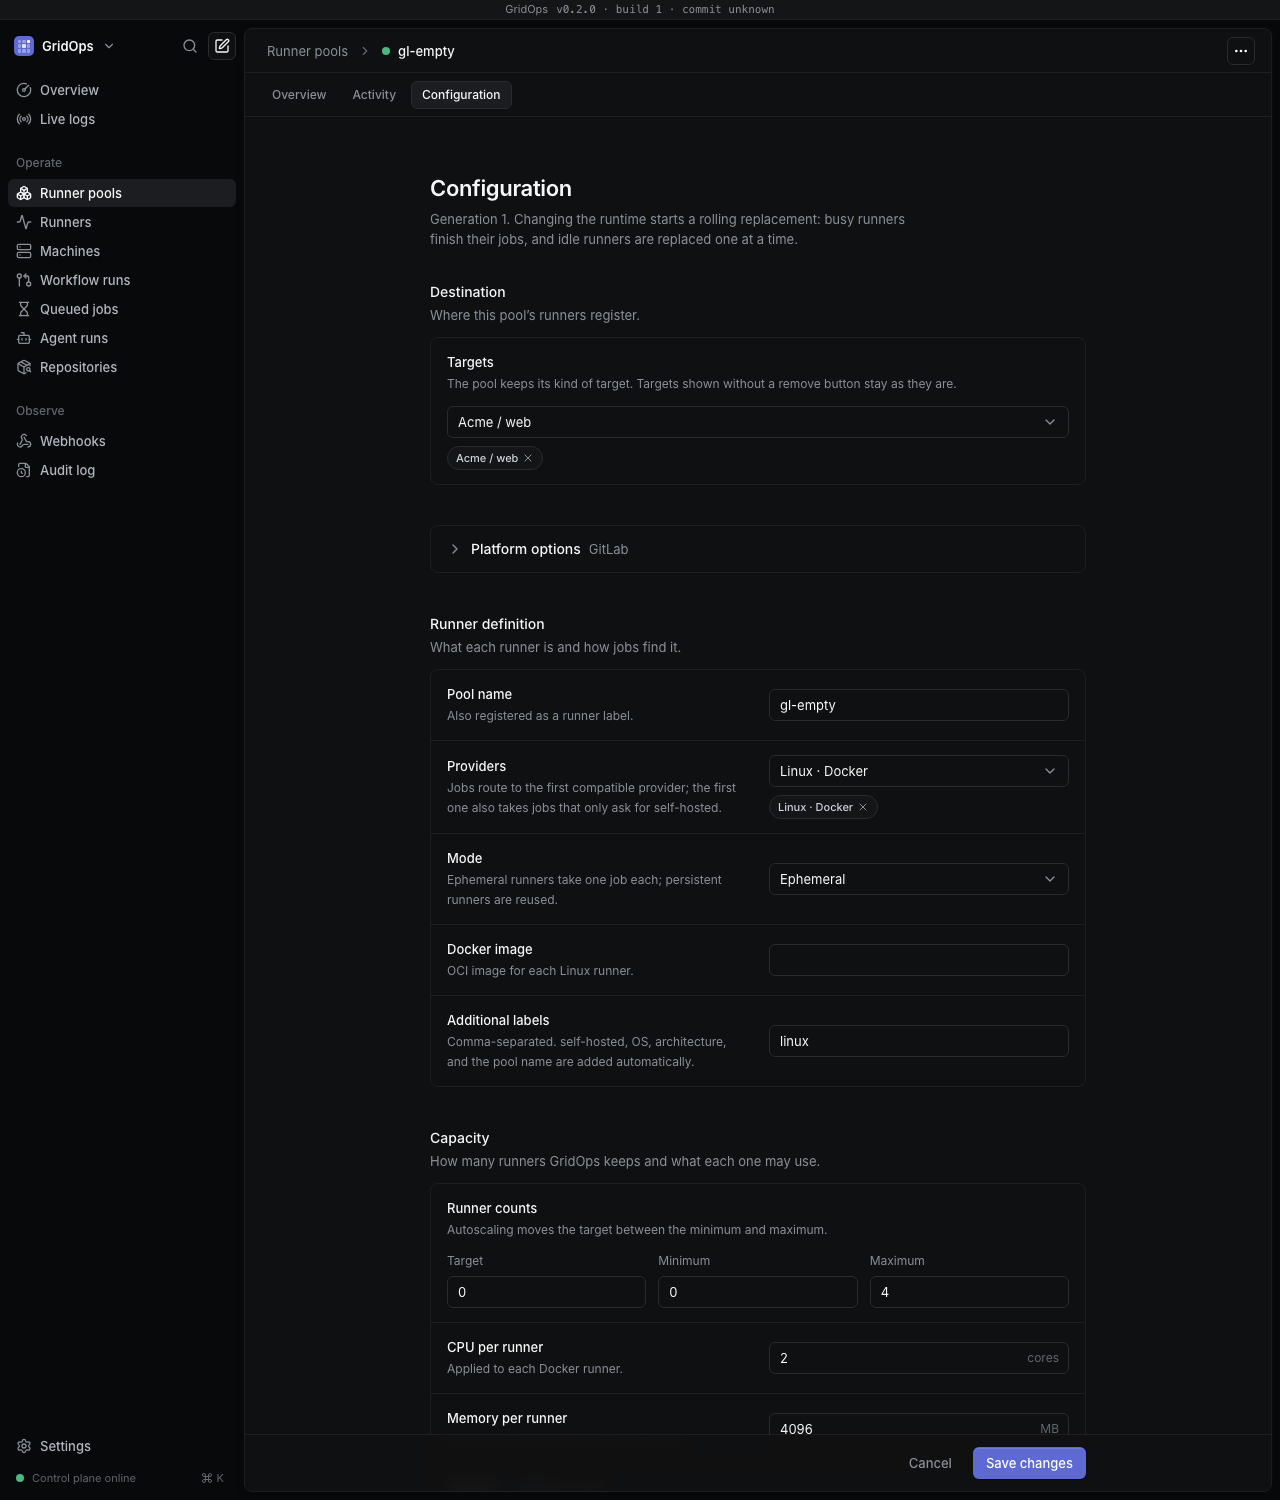 GridOps v0.2.0 · build 1 · commit unknown
GridOps
Overview
Live logs
Operate
Runner pools
Runners
Machines
Workflow runs
Queued jobs
Agent runs
Repositories
Observe
Webhooks
Audit log
Settings
Control plane online ⌘ K
Runner pools
gl-empty
Overview
Activity
Configuration
Configuration
Generation 1. Changing the runtime starts a rolling replacement: busy runners
finish their jobs, and idle runners are replaced one at a time.
Destination
Where this pool’s runners register.
Targets
The pool keeps its kind of target. Targets shown without a remove button stay as they are.
Acme / web
Acme / web
Platform options GitLab
Runner definition
What each runner is and how jobs find it.
Pool name
Also registered as a runner label.
gl-empty
Providers
Jobs route to the first compatible provider; the first
one also takes jobs that only ask for self-hosted.
Linux · Docker
Linux · Docker
Mode
Ephemeral runners take one job each; persistent
runners are reused.
Ephemeral
Docker image
OCI image for each Linux runner.
Additional labels
Comma-separated. self-hosted, OS, architecture,
and the pool name are added automatically.
linux
Capacity
How many runners GridOps keeps and what each one may use.
Runner counts
Autoscaling moves the target between the minimum and maximum.
Target
0
Minimum
0
Maximum
4
CPU per runner
Applied to each Docker runner.
2 cores
Memory per runner
4096 MB
Cancel
Save changes